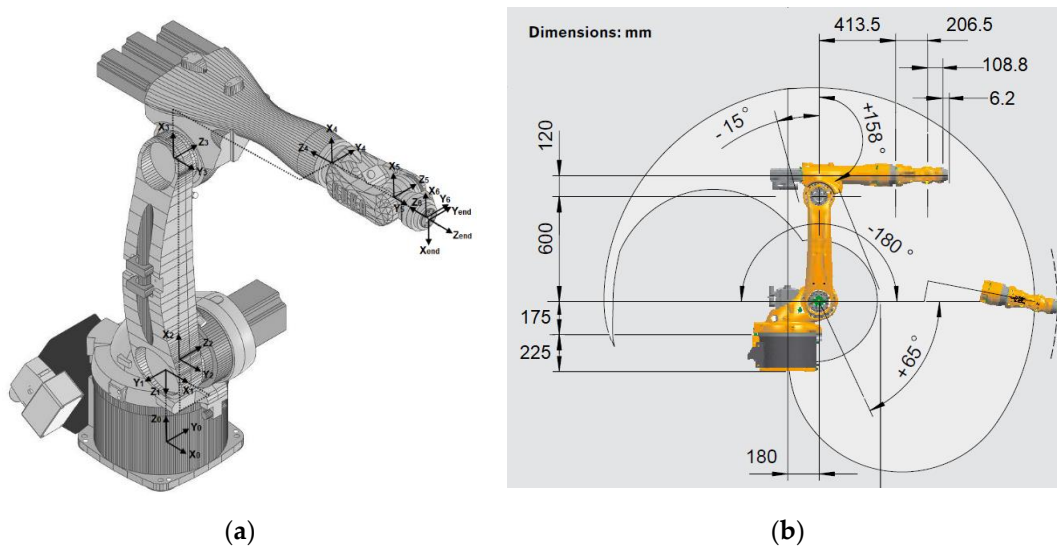 X3
Z3
Y3
X4
Z4
Y4
X5
Z5
Y5
X6
Z6
Y6
Yend
Zend
Xend
X2
Z2
Y2
Y1
Z1
X1
Z0
Y0
X0
(a)
Dimensions: mm
413.5
206.5
108.8
6.2
- 15°
+158°
120
600
-180°
175
225
+65°
180
(b)